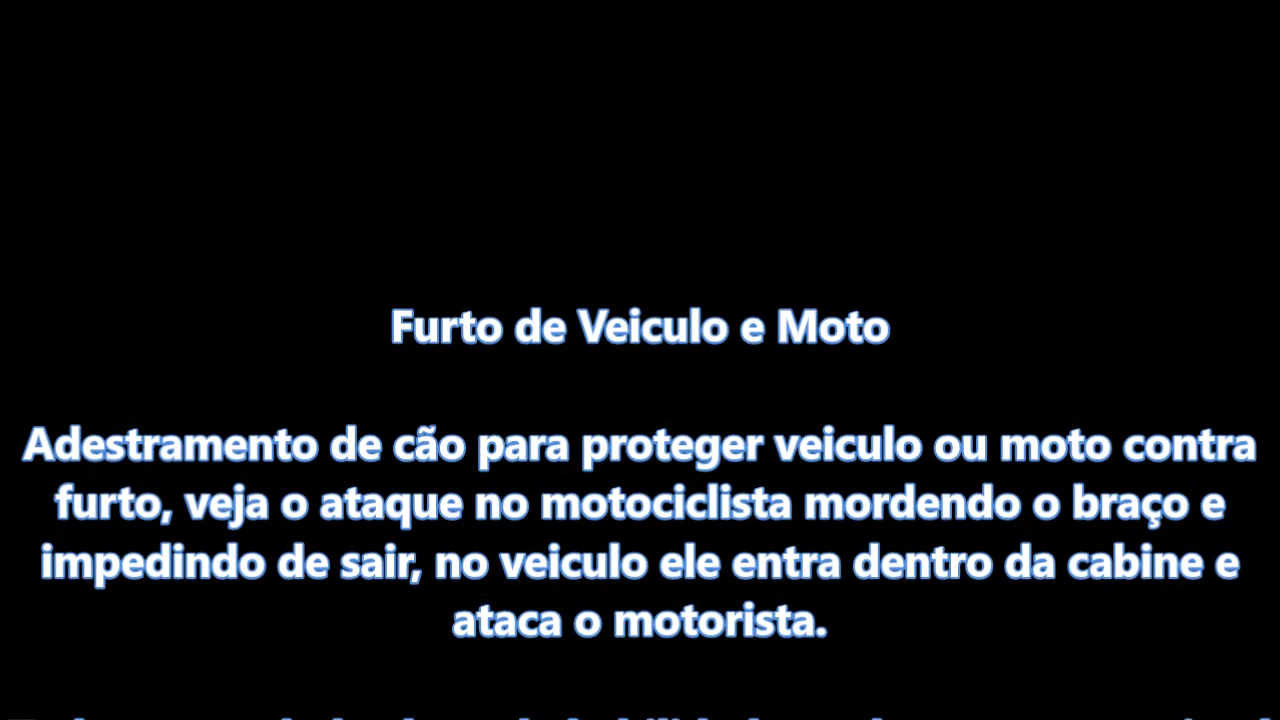 Furto de Veiculo e Moto
Adestramento de cão para proteger veiculo ou moto contra
furto, veja o ataque no motociclista mordendo o braço e
impedindo de sair, no veiculo ele entra dentro da cabine e
ataca o motorista.